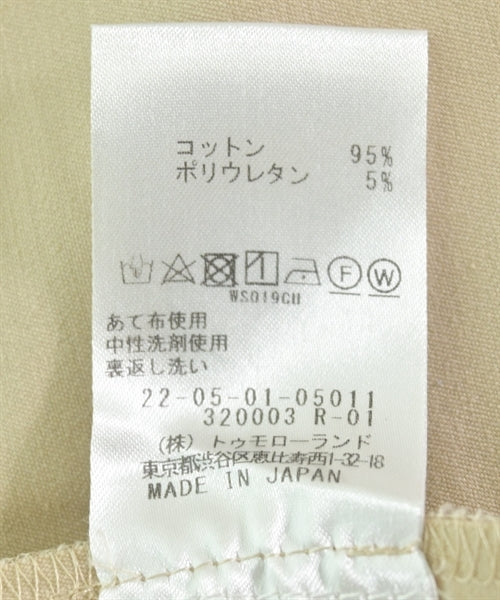 コットン 95%
ポリウレタン 5%
F W
WS019CU
あて布使用
中性洗剤使用
裏返し洗い
22-05-01-05011
320003 R-01
(株) トゥモローランド
東京都渋谷区恵比寿西1-32-18
MADE IN JAPAN